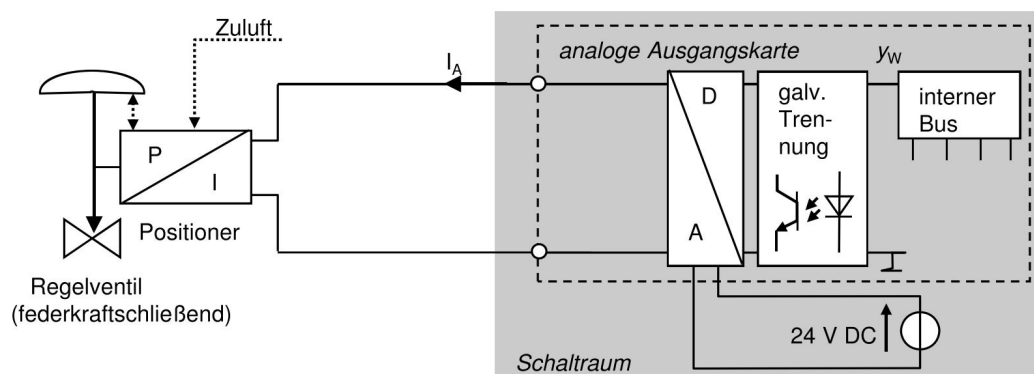 Zuluft
analoge Ausgangskarte
I_A
y_W
D
A
galv.
Tren-
nung
interner
Bus
P
I
Positioner
Regelventil
(federkraftschließend)
24 V DC
Schaltraum